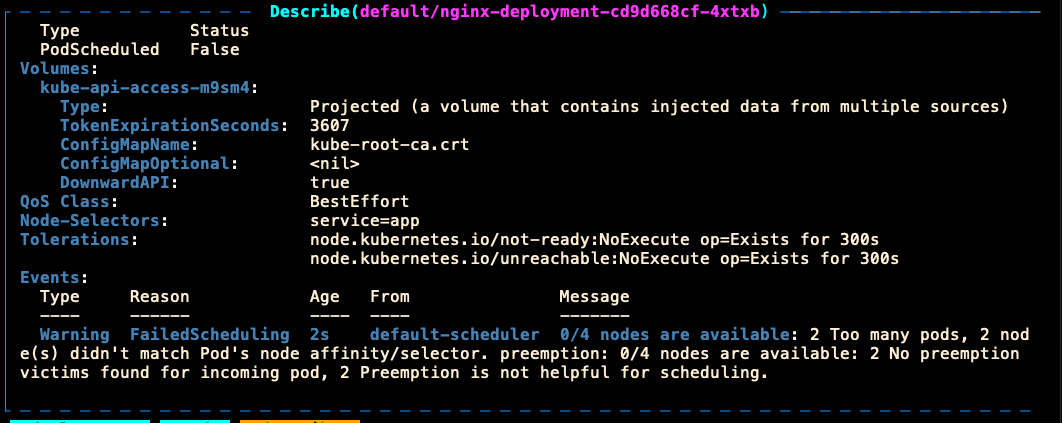 Describe(default/nginx-deployment-cd9d668cf-4xtxb)
Type Status
PodScheduled False
Volumes:
kube-api-access-m9sm4:
Type: Projected (a volume that contains injected data from multiple sources)
TokenExpirationSeconds: 3607
ConfigMapName: kube-root-ca.crt
ConfigMapOptional: <nil>
DownwardAPI: true
QoS Class: BestEffort
Node-Selectors: service=app
Tolerations: node.kubernetes.io/not-ready:NoExecute op=Exists for 300s
node.kubernetes.io/unreachable:NoExecute op=Exists for 300s
Events:
Type Reason Age From Message
---- ------ ---- ---- -------
Warning FailedScheduling 2s default-scheduler 0/4 nodes are available: 2 Too many pods, 2 nod
e(s) didn't match Pod's node affinity/selector. preemption: 0/4 nodes are available: 2 No preemption
victims found for incoming pod, 2 Preemption is not helpful for scheduling.